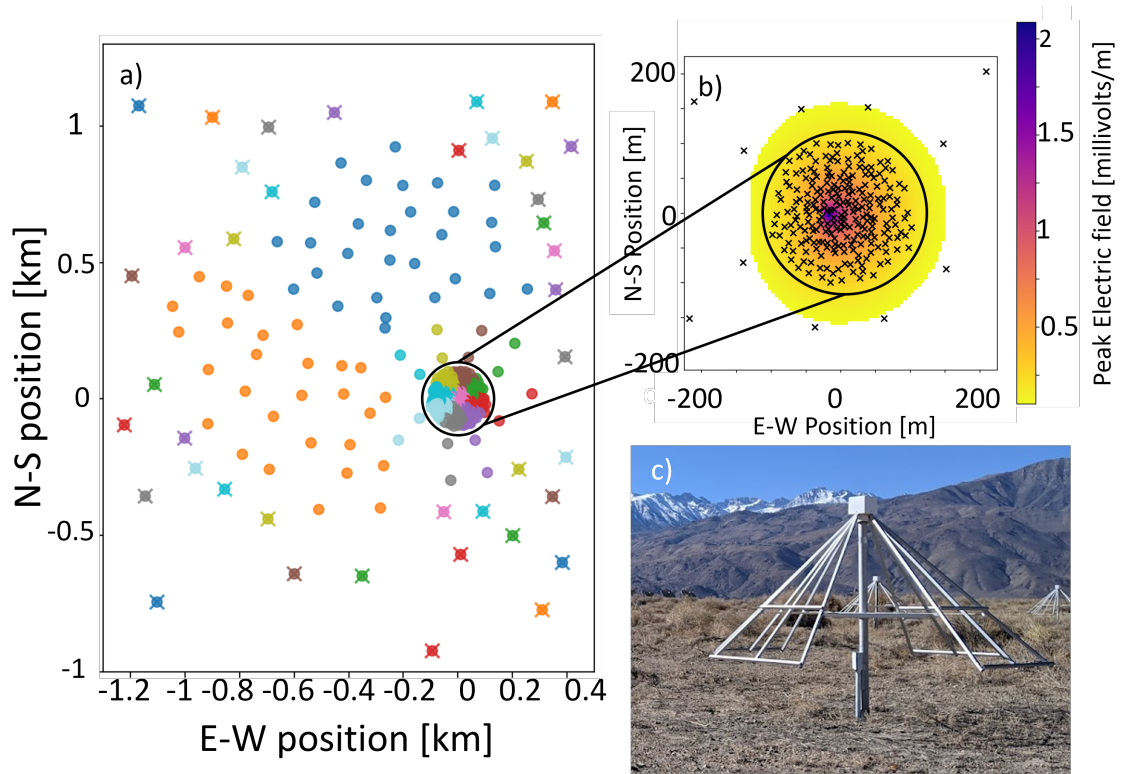 a)
1
0.5
0
-0.5
-1
N-S position [km]
-1.2 -1 -0.8 -0.6 -0.4 -0.2 0 0.2 0.4
E-W position [km]
b)
200
0
-200
N-S Position [m]
-200 0 200
E-W Position [m]
2
1.5
1
0.5
Peak Electric field [millivolts/m]
c)